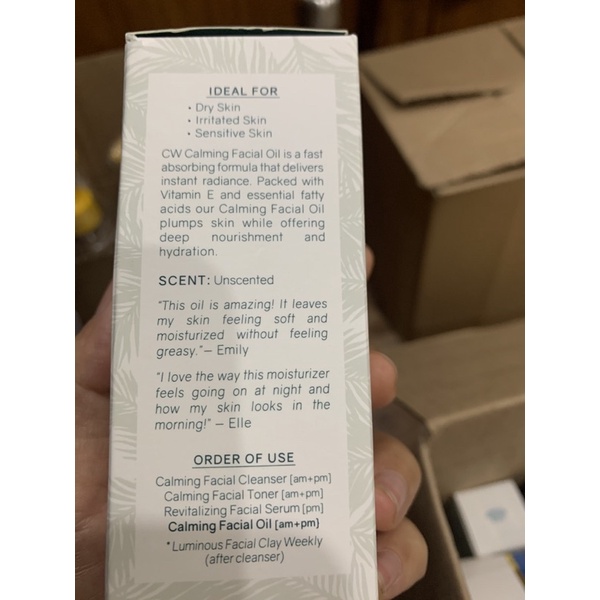 IDEAL FOR
• Dry Skin
• Irritated Skin
• Sensitive Skin
CW Calming Facial Oil is a fast
absorbing formula that delivers
instant radiance. Packed with
Vitamin E and essential fatty
acids our Calming Facial Oil
plumps skin while offering
deep nourishment and
hydration.
SCENT: Unscented
"This oil is amazing! It leaves
my skin feeling soft and
moisturized without feeling
greasy."– Emily
"I love the way this moisturizer
feels going on at night and
how my skin looks in the
morning!" – Elle
ORDER OF USE
Calming Facial Cleanser [am+pm]
Calming Facial Toner [am+pm]
Revitalizing Facial Serum [pm]
Calming Facial Oil [am+pm]
*Luminous Facial Clay Weekly
(after cleanser)